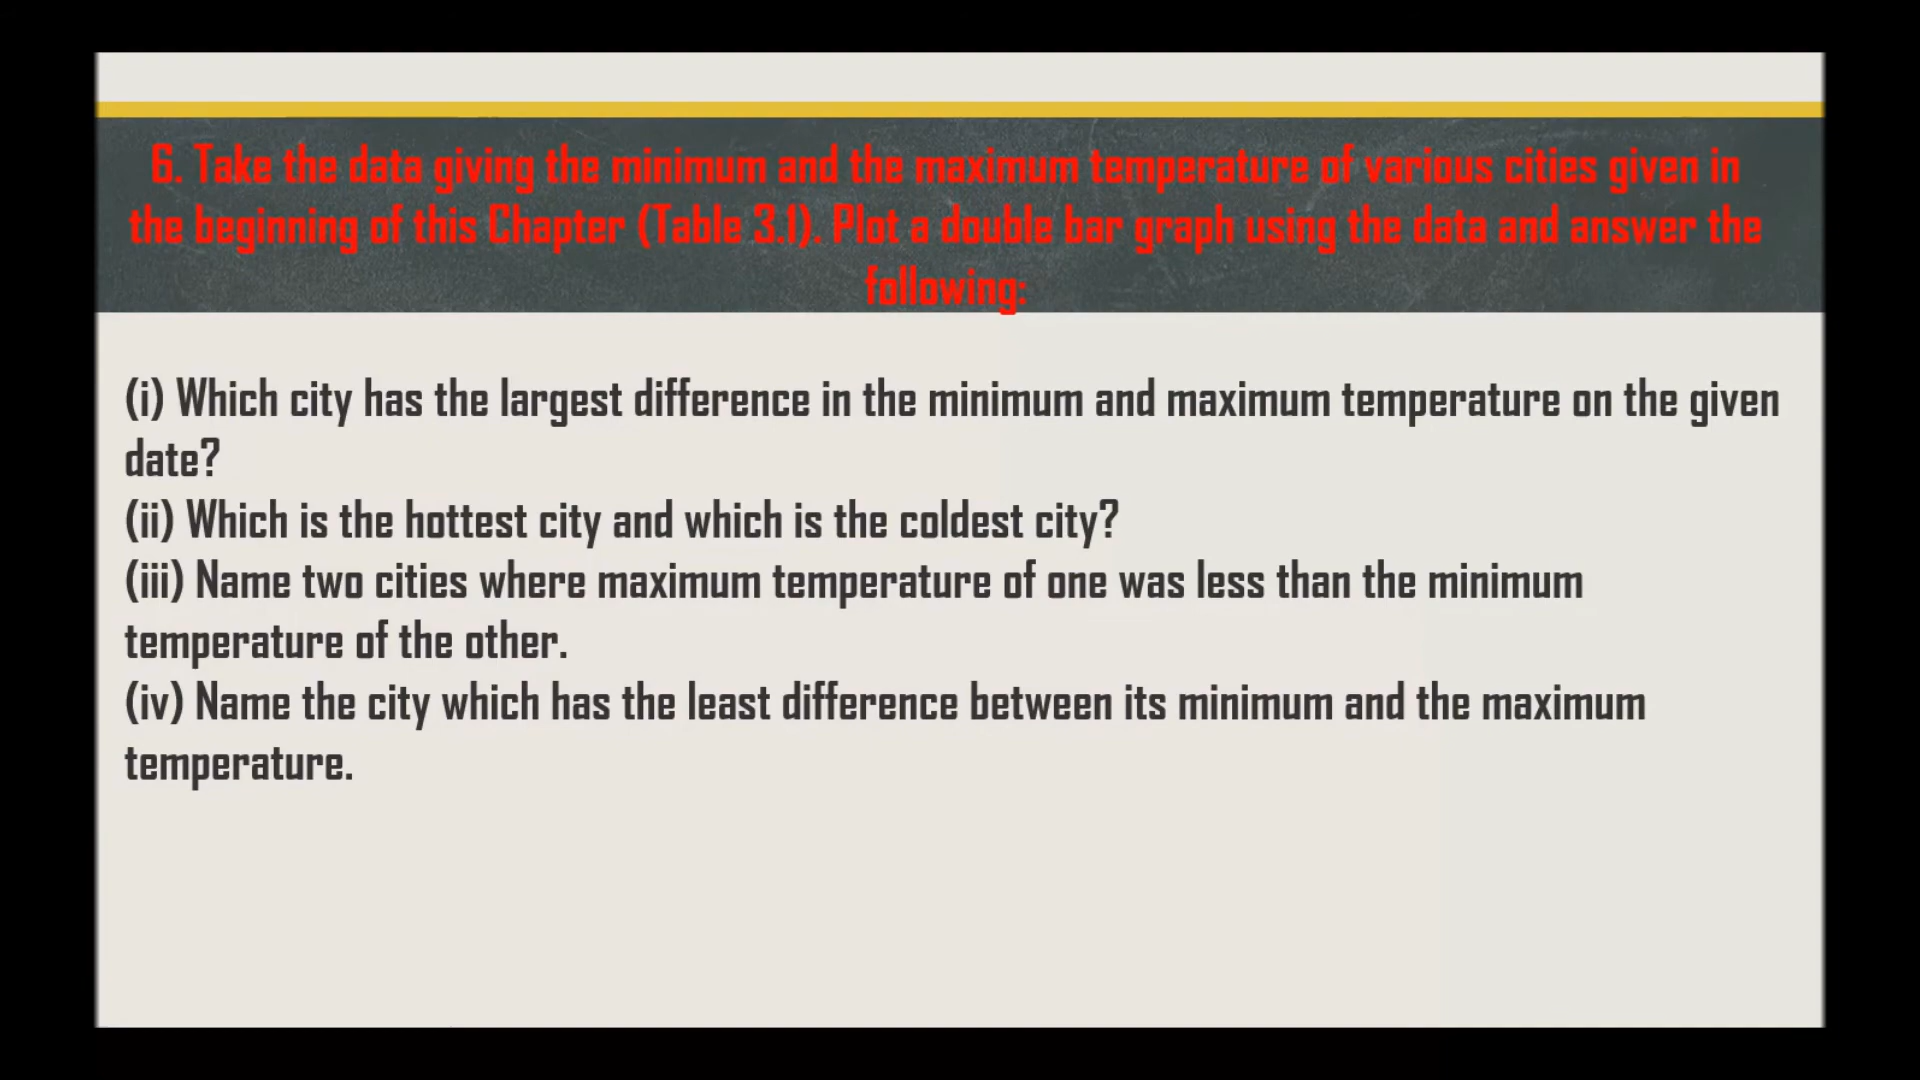 6. Take the data giving the minimum and the maximum temperature of various cities given in
the beginning of this Chapter (Table 3.1). Plot a double bar graph using the data and answer the
following:
(i) Which city has the largest difference in the minimum and maximum temperature on the given
date?
(ii) Which is the hottest city and which is the coldest city?
(iii) Name two cities where maximum temperature of one was less than the minimum
temperature of the other.
(iv) Name the city which has the least difference between its minimum and the maximum
temperature.